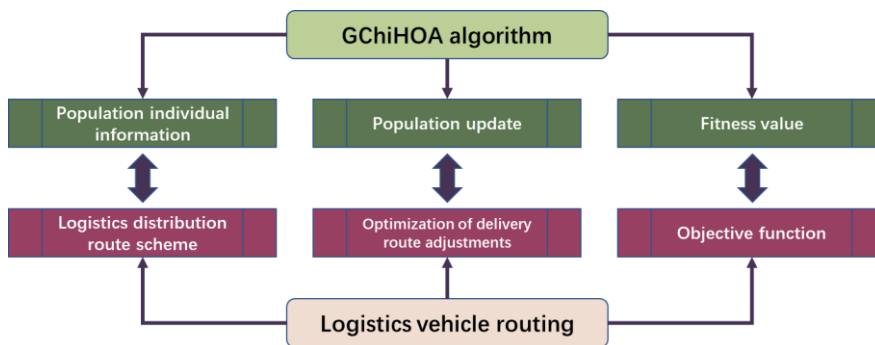 GChiHOA algorithm
Population individual
information
Population update
Fitness value
Logistics distribution
route scheme
Optimization of delivery
route adjustments
Objective function
Logistics vehicle routing